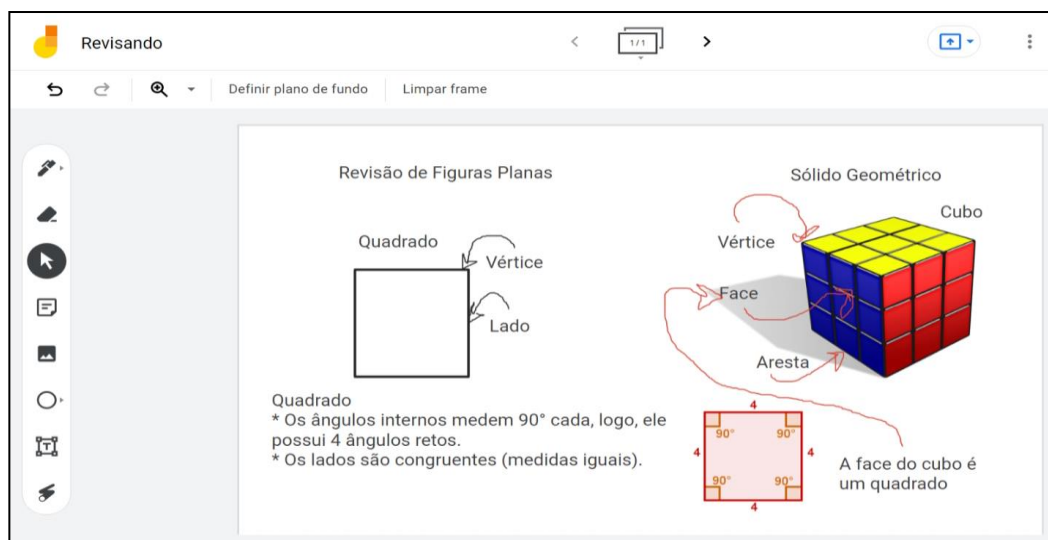 Revisando
1/1
Definir plano de fundo
Limpar frame
Revisão de Figuras Planas
Sólido Geométrico
Cubo
Quadrado
Vértice
Vértice
Face
Lado
Aresta
Quadrado
* Os ângulos internos medem 90° cada, logo, ele
possui 4 ângulos retos.
* Os lados são congruentes (medidas iguais).
4
90° 90°
4 4
90° 90°
4
A face do cubo é
um quadrado
T